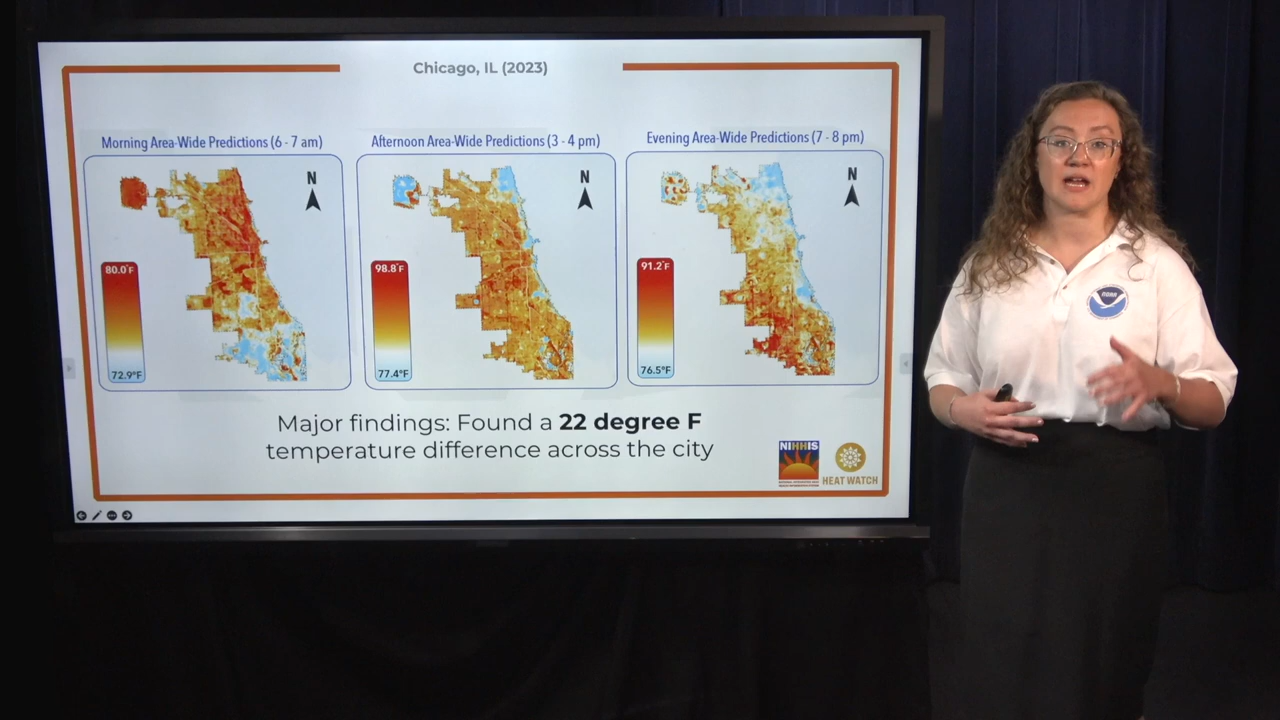 Chicago, IL (2023)
Morning Area-Wide Predictions (6 - 7 am)
N
80.0°F
72.9°F
Afternoon Area-Wide Predictions (3 - 4 pm)
N
98.8°F
77.4°F
Evening Area-Wide Predictions (7 - 8 pm)
N
91.2°F
76.5°F
Major findings: Found a 22 degree F
temperature difference across the city
NIHHIS
HEAT WATCH
NOAA